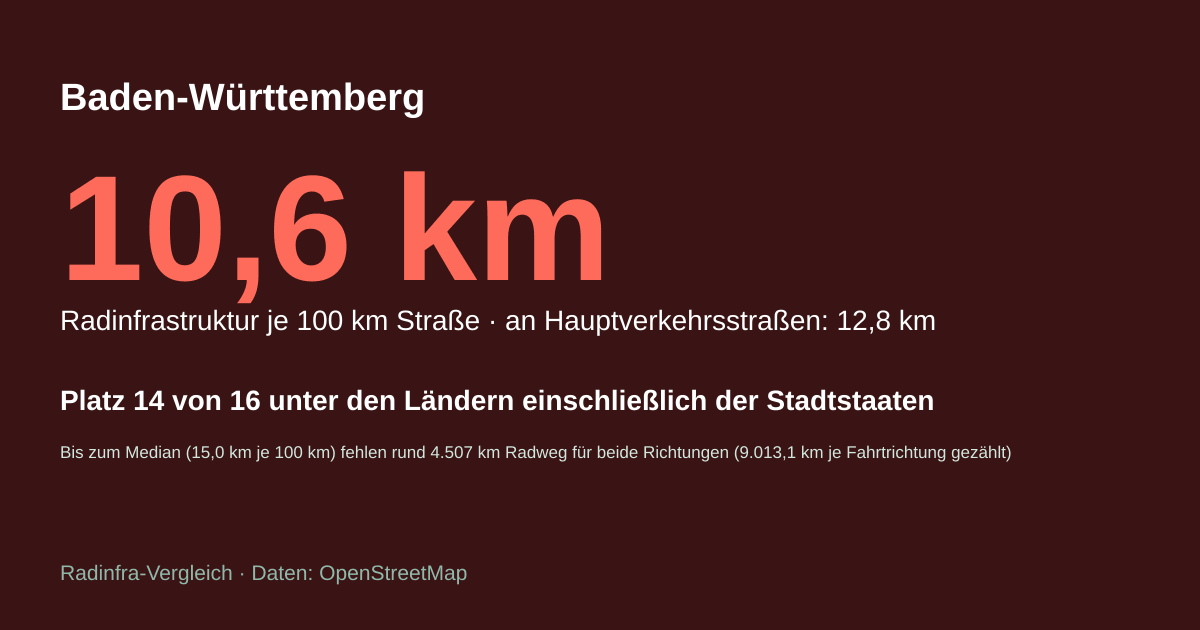 Baden-Württemberg
10,6 km
Radinfrastruktur je 100 km Straße · an Hauptverkehrsstraßen: 12,8 km
Platz 14 von 16 unter den Ländern einschließlich der Stadtstaaten
Bis zum Median (15,0 km je 100 km) fehlen rund 4.507 km Radweg für beide Richtungen (9.013,1 km je Fahrtrichtung gezählt)
Radinfra-Vergleich · Daten: OpenStreetMap